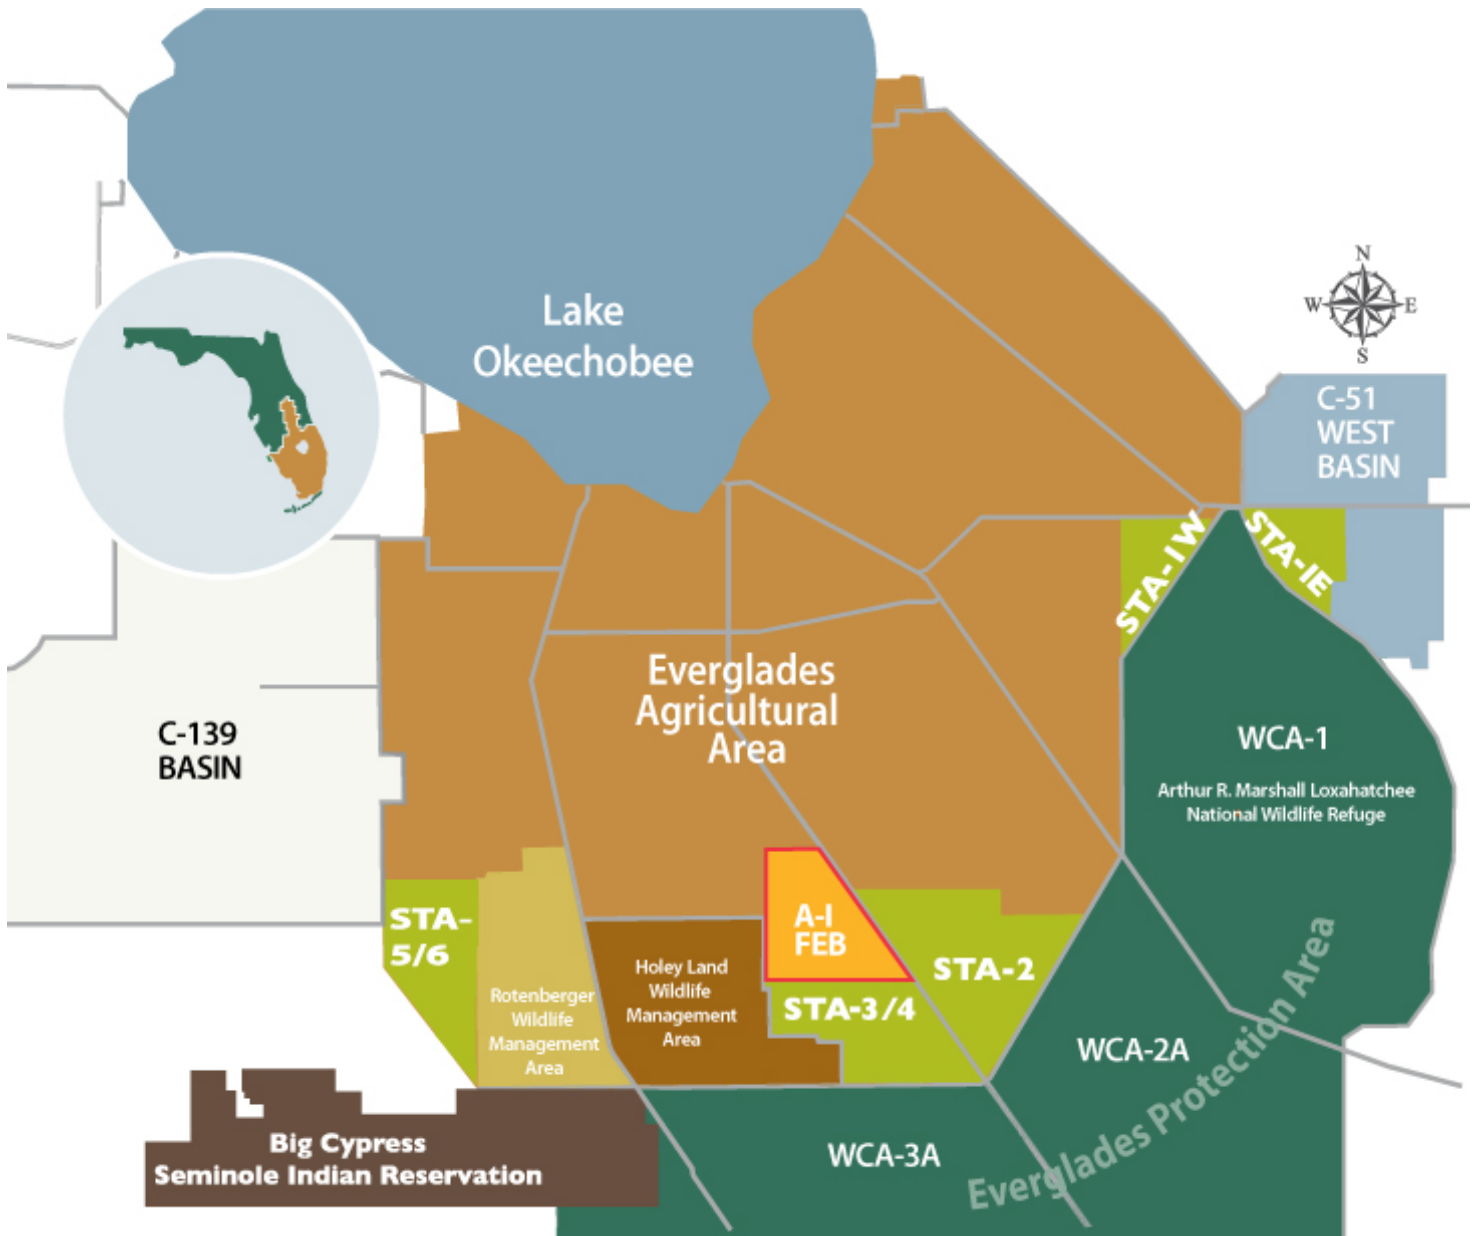 Lake
Okeechobee
N
W
E
S
C-51
WEST
BASIN
STA-1W
STA-1E
Everglades
Agricultural
Area
C-139
BASIN
WCA-1
Arthur R. Marshall Loxahatchee
National Wildlife Refuge
A-1
FEB
STA-
5/6
STA-2
Holey Land
Wildlife
Management
Area
Rotenberger
Wildlife
Management
Area
STA-3/4
WCA-2A
Everglades Protection Area
Big Cypress
Seminole Indian Reservation
WCA-3A